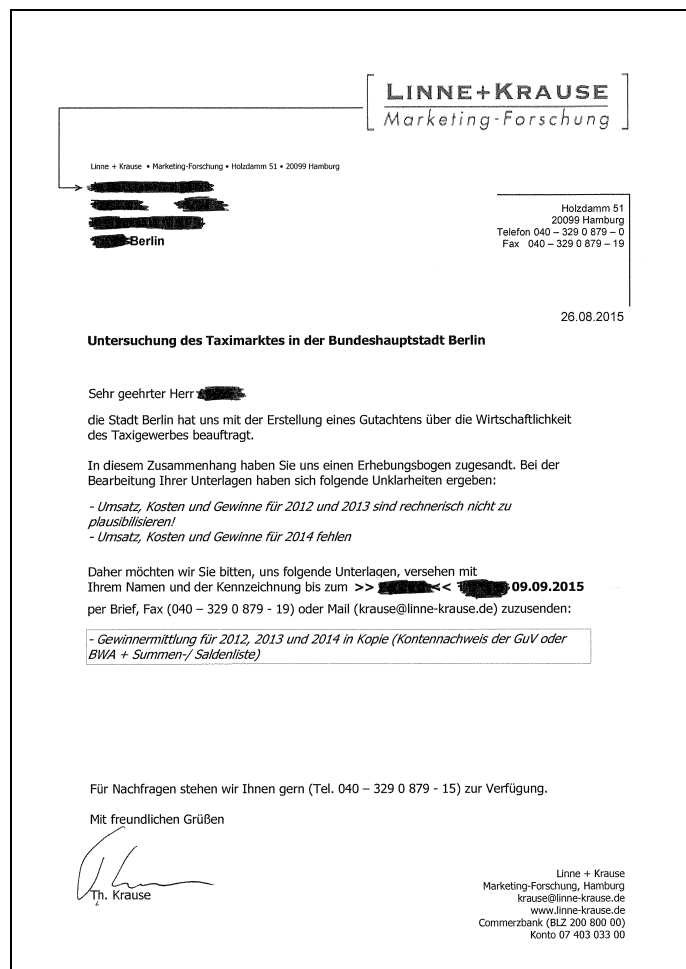 LINNE+KRAUSE
Marketing-Forschung
Linne + Krause • Marketing-Forschung • Holzdamm 51 • 20099 Hamburg
Berlin
Holzdamm 51
20099 Hamburg
Telefon 040 – 329 0 879 – 0
Fax 040 – 329 0 879 – 19
26.08.2015
Untersuchung des Taximarktes in der Bundeshauptstadt Berlin
Sehr geehrter Herr
die Stadt Berlin hat uns mit der Erstellung eines Gutachtens über die Wirtschaftlichkeit
des Taxigewerbes beauftragt.
In diesem Zusammenhang haben Sie uns einen Erhebungsbogen zugesandt. Bei der
Bearbeitung Ihrer Unterlagen haben sich folgende Unklarheiten ergeben:
- Umsatz, Kosten und Gewinne für 2012 und 2013 sind rechnerisch nicht zu
plausibilisieren!
- Umsatz, Kosten und Gewinne für 2014 fehlen
Daher möchten wir Sie bitten, uns folgende Unterlagen, versehen mit
Ihrem Namen und der Kennzeichnung bis zum >> << 09.09.2015
per Brief, Fax (040 – 329 0 879 - 19) oder Mail (krause@linne-krause.de) zuzusenden:
- Gewinnermittlung für 2012, 2013 und 2014 in Kopie (Kontennachweis der GuV oder
BWA + Summen-/ Saldenliste)
Für Nachfragen stehen wir Ihnen gern (Tel. 040 – 329 0 879 - 15) zur Verfügung.
Mit freundlichen Grüßen
Th. Krause
Linne + Krause
Marketing-Forschung, Hamburg
krause@linne-krause.de
www.linne-krause.de
Commerzbank (BLZ 200 800 00)
Konto 07 403 033 00